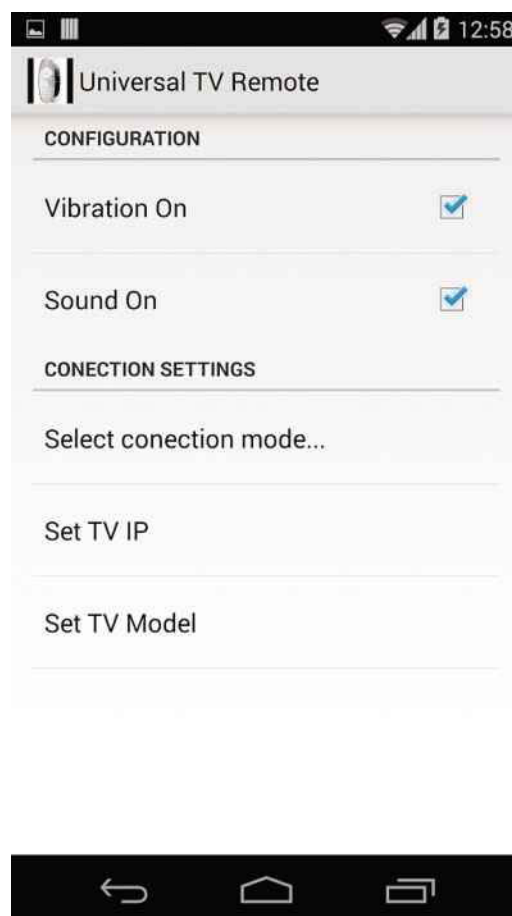 12:58
Universal TV Remote
CONFIGURATION
Vibration On
Sound On
CONECTION SETTINGS
Select conection mode...
Set TV IP
Set TV Model